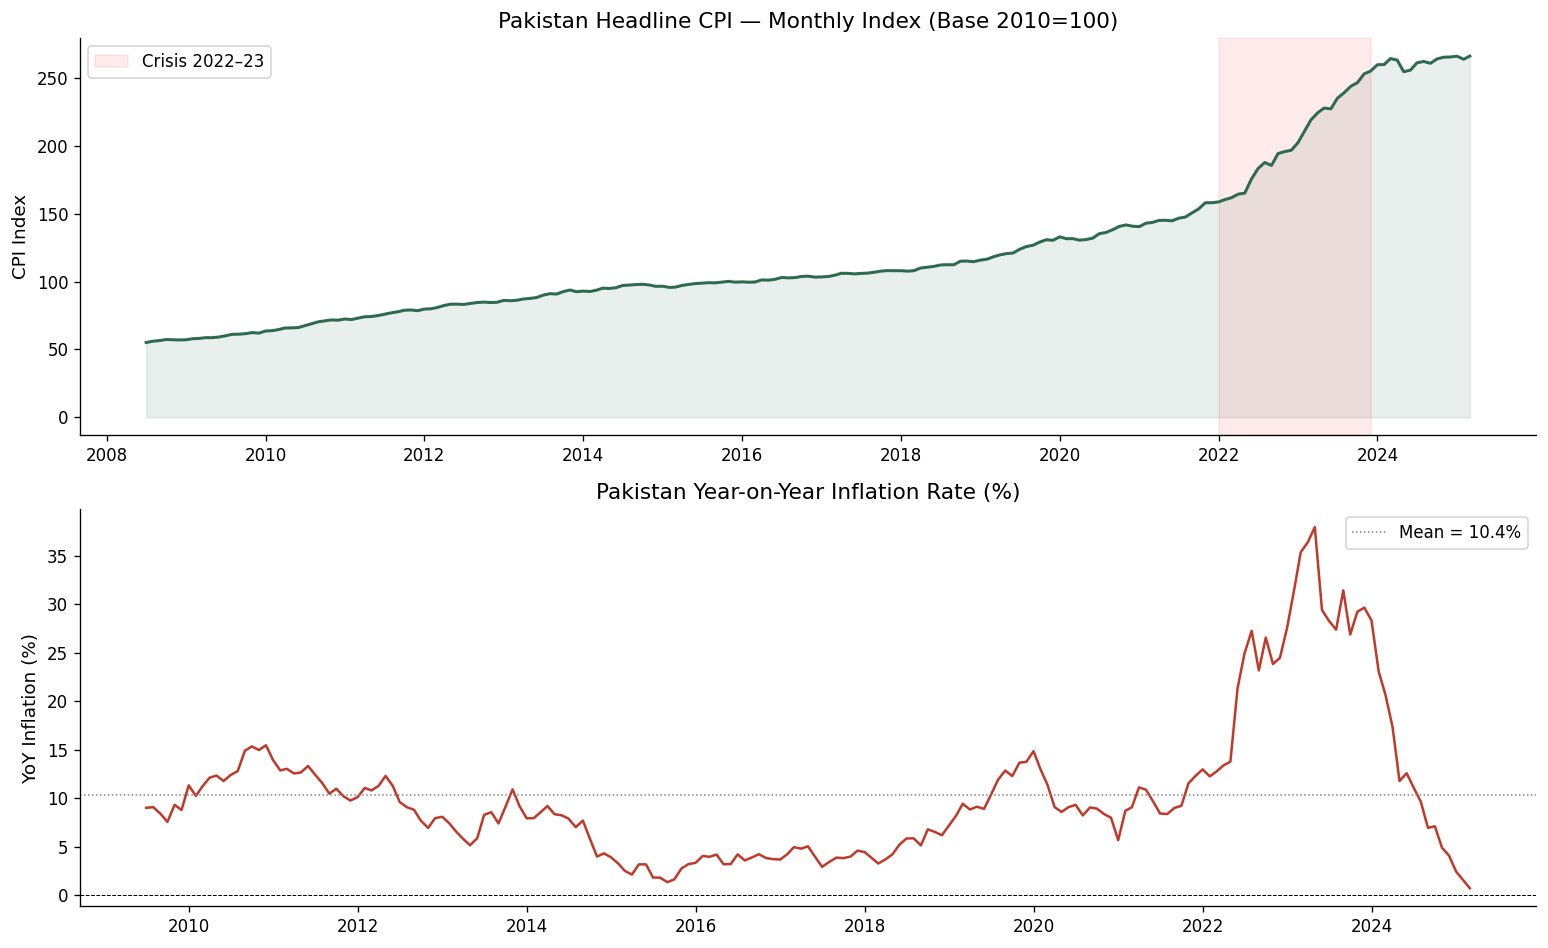 Pakistan Headline CPI — Monthly Index (Base 2010=100)
Crisis 2022–23
CPI Index
250
200
150
100
50
0
2008 2010 2012 2014 2016 2018 2020 2022 2024
Pakistan Year-on-Year Inflation Rate (%)
Mean = 10.4%
YoY Inflation (%)
35
30
25
20
15
10
5
0
2010 2012 2014 2016 2018 2020 2022 2024